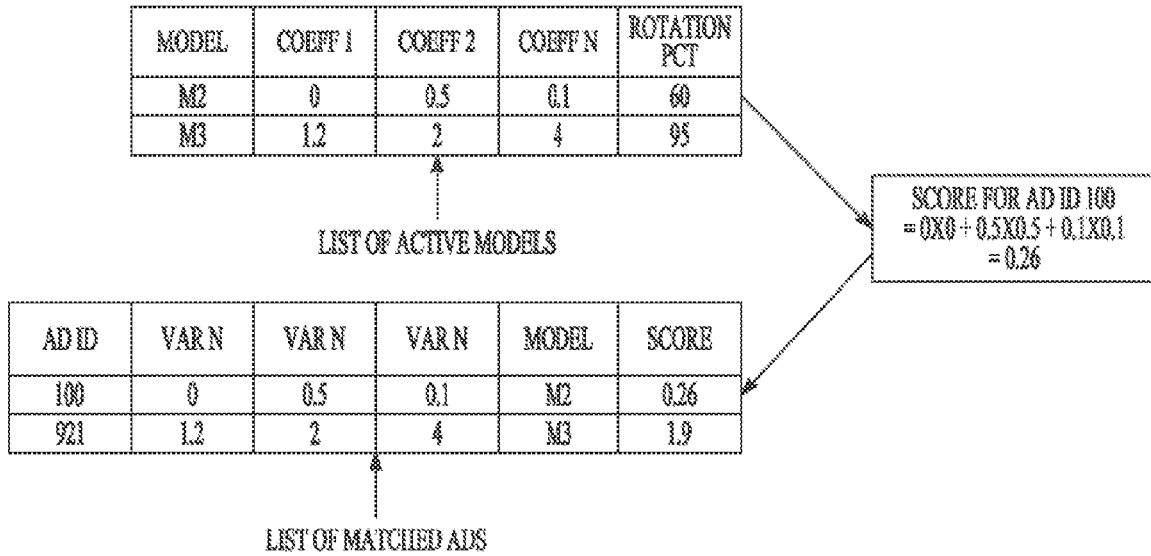 MODEL COEFF 1 COEFF 2 COEFF N ROTATION PCT
M2 0 0.5 0.1 60
M3 1.2 2 4 95
LIST OF ACTIVE MODELS
SCORE FOR AD ID 100
= 0X0 + 0.5X0.5 + 0.1X0.1
= 0.26
AD ID VAR N VAR N VAR N MODEL SCORE
100 0 0.5 0.1 M2 0.26
921 1.2 2 4 M3 1.9
LIST OF MATCHED ADS